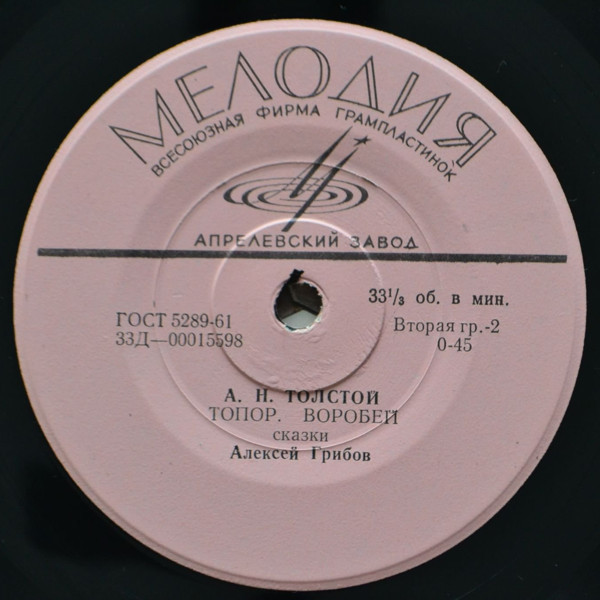 МЕЛОДИЯ
ВСЕСОЮЗНАЯ ФИРМА ГРАМПЛАСТИНОК
АПРЕЛЕВСКИЙ ЗАВОД
33⅓ об. в мин.
ГОСТ 5289-61
Вторая гр.-2
33Д—00015598
0-45
А. Н. ТОЛСТОЙ
ТОПОР. ВОРОБЕЙ
сказки
Алексей Грибов